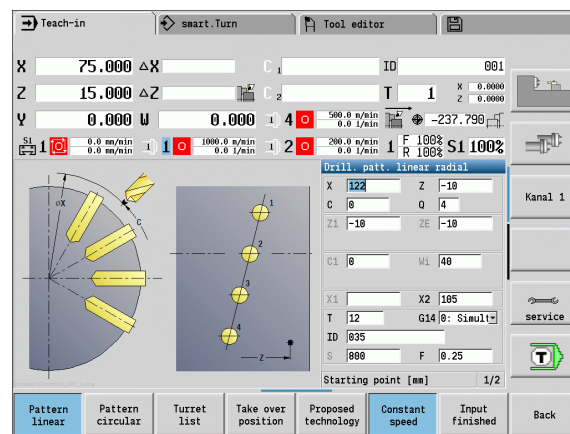 Teach-in smart.Turn Tool editor
X 75.000 △X C 1 ID 001
Z 15.000 △Z C 2 T 1 X 0.0000
Z 0.0000
Y 0.000 W 0.000 4 500.0 m/min
0.0 1/min -237.790
S1 1 0.0 mm/min
0.0 mm/min 1 1000.0 m/min
0.0 1/min 2 200.0 m/min
0.0 1/min 1 F 100%
R 100% S1 100%
Drill. patt. linear radial
X 122 Z -10
C 0 Q 4
Z1 -10 ZE -10
C1 0 Wi 40
X1 X2 105
T 12 G14 0: Simult
ID 035
S 800 F 0.25
Starting point [mm] 1/2
øX
C
1
2
3
4
Z
Kanal 1
service
T
Pattern linear
Pattern circular
Turret list
Take over position
Proposed technology
Constant speed
Input finished
Back